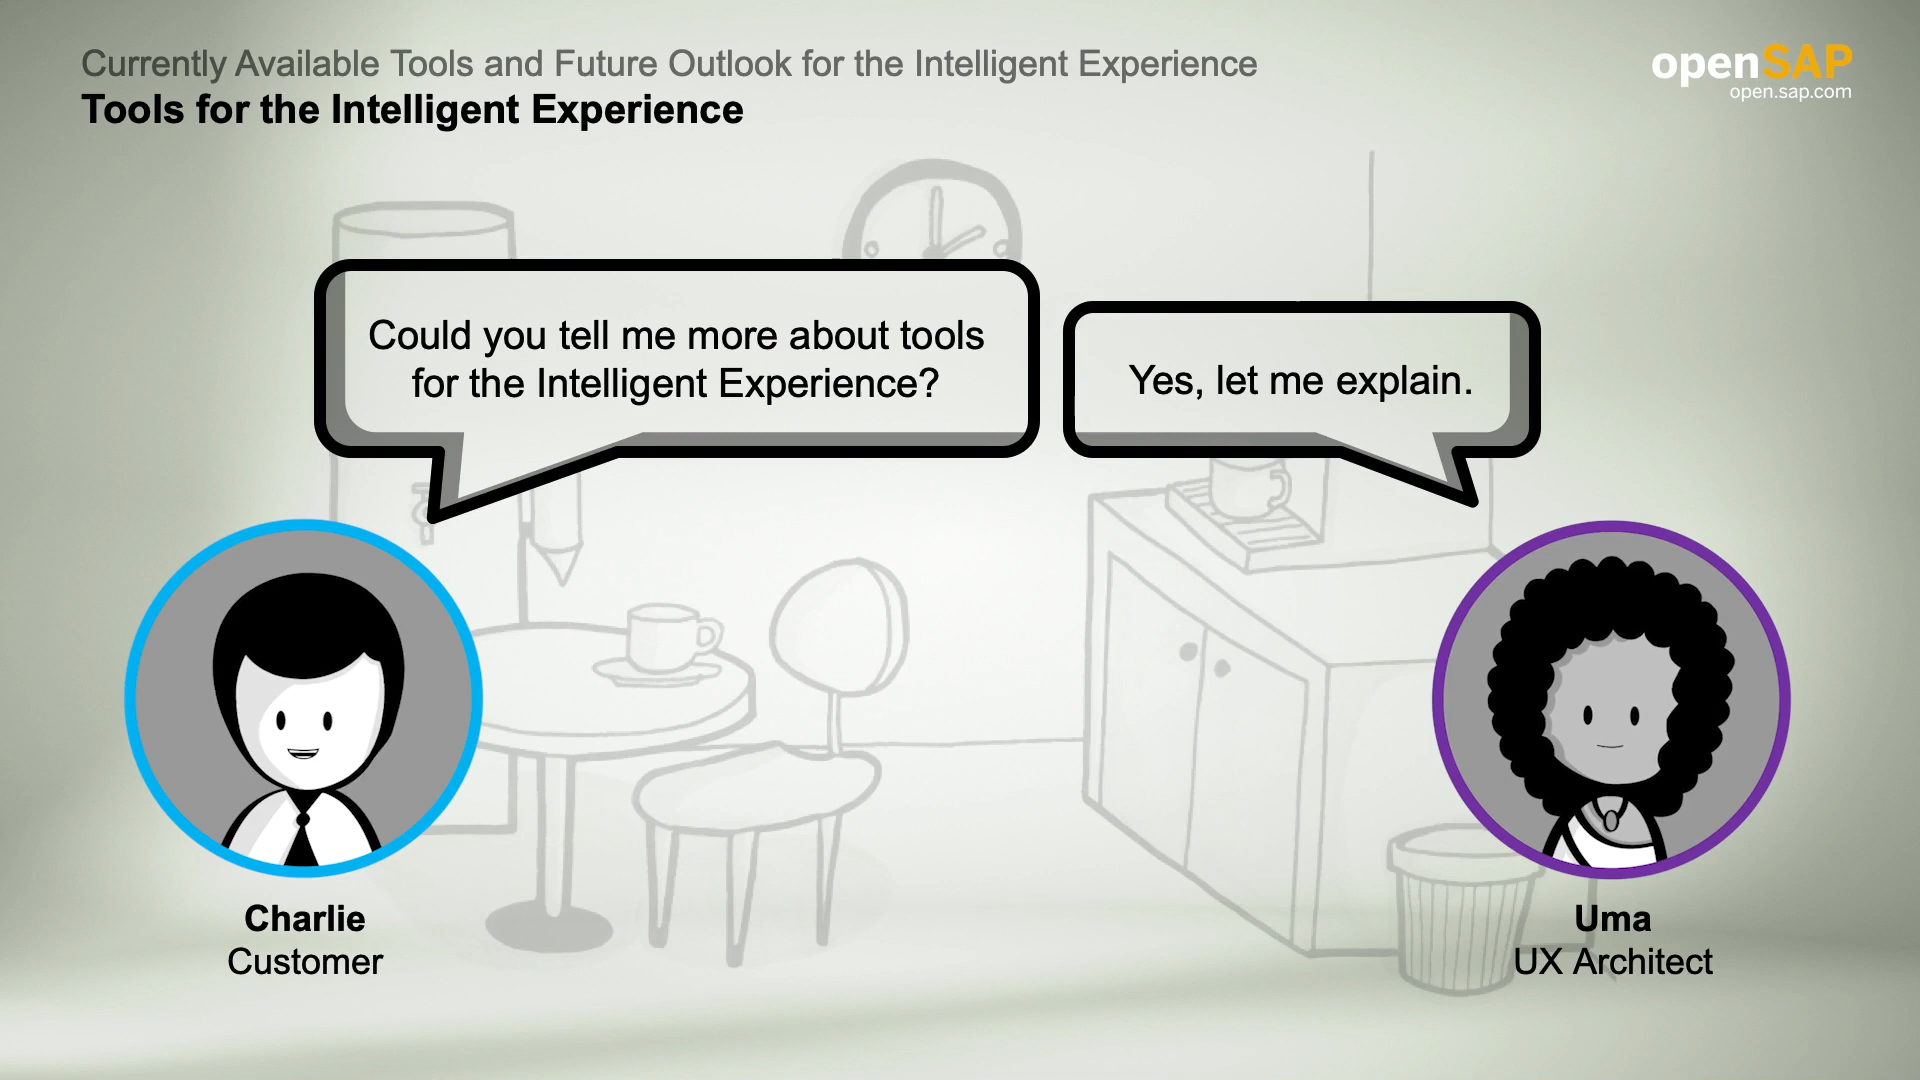 Currently Available Tools and Future Outlook for the Intelligent Experience
Tools for the Intelligent Experience
openSAP
open.sap.com
Could you tell me more about tools
for the Intelligent Experience?
Yes, let me explain.
Charlie
Customer
Uma
UX Architect